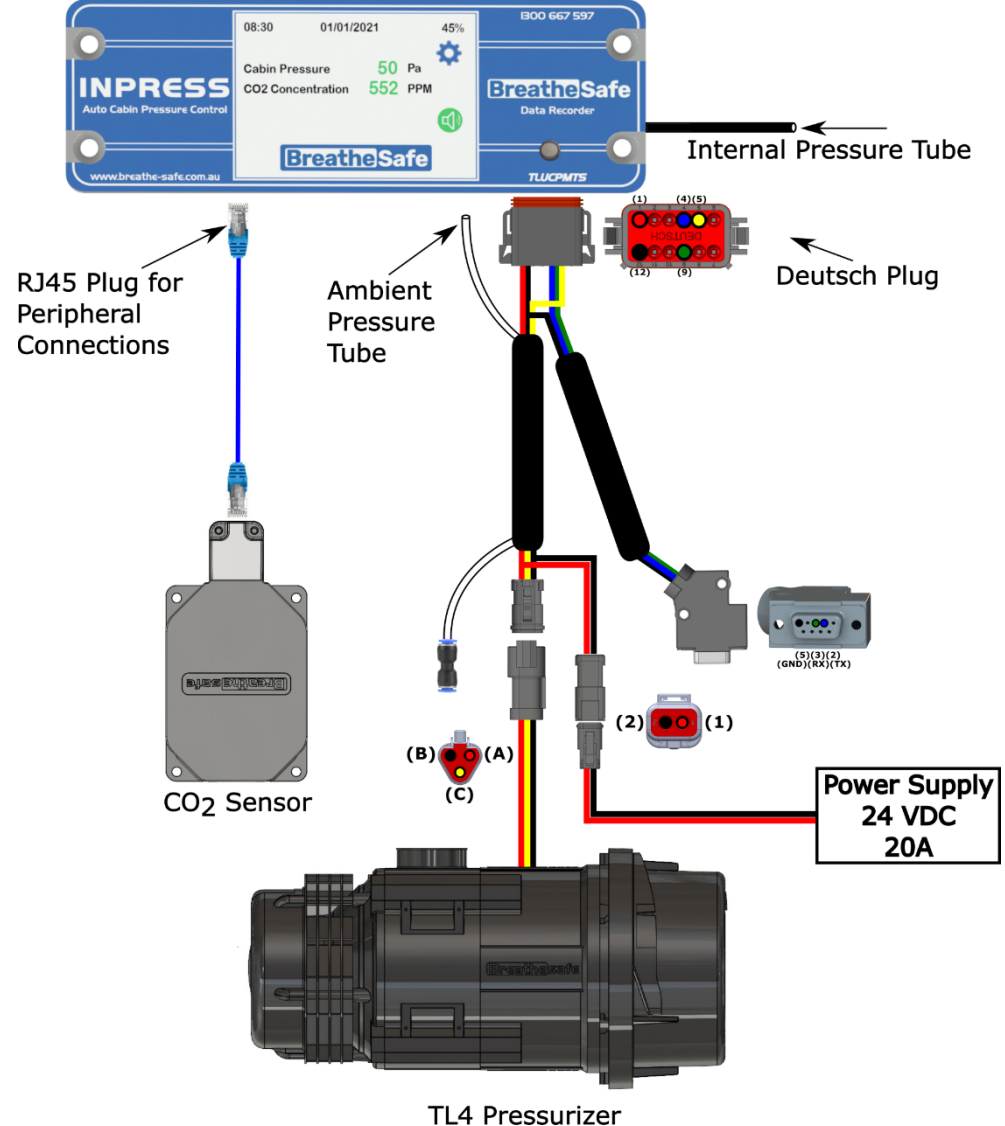 1300 667 597
08:30 01/01/2021 45%
Cabin Pressure 50 Pa
CO2 Concentration 552 PPM
INPRESS
Auto Cabin Pressure Control
BreatheSafe
Data Recorder
BreatheSafe
www.breathe-safe.com.au
TLUCPMTS
Internal Pressure Tube
(1) (4)(5)
DEUTSCH
(12) (9)
Deutsch Plug
RJ45 Plug for
Peripheral
Connections
Ambient
Pressure
Tube
(5)(3)(2)
(GND)(RX)(TX)
Breathesafe
(2) (1)
(B) (A)
(C)
CO2 Sensor
Power Supply
24 VDC
20A
Breathesafe
TL4 Pressurizer